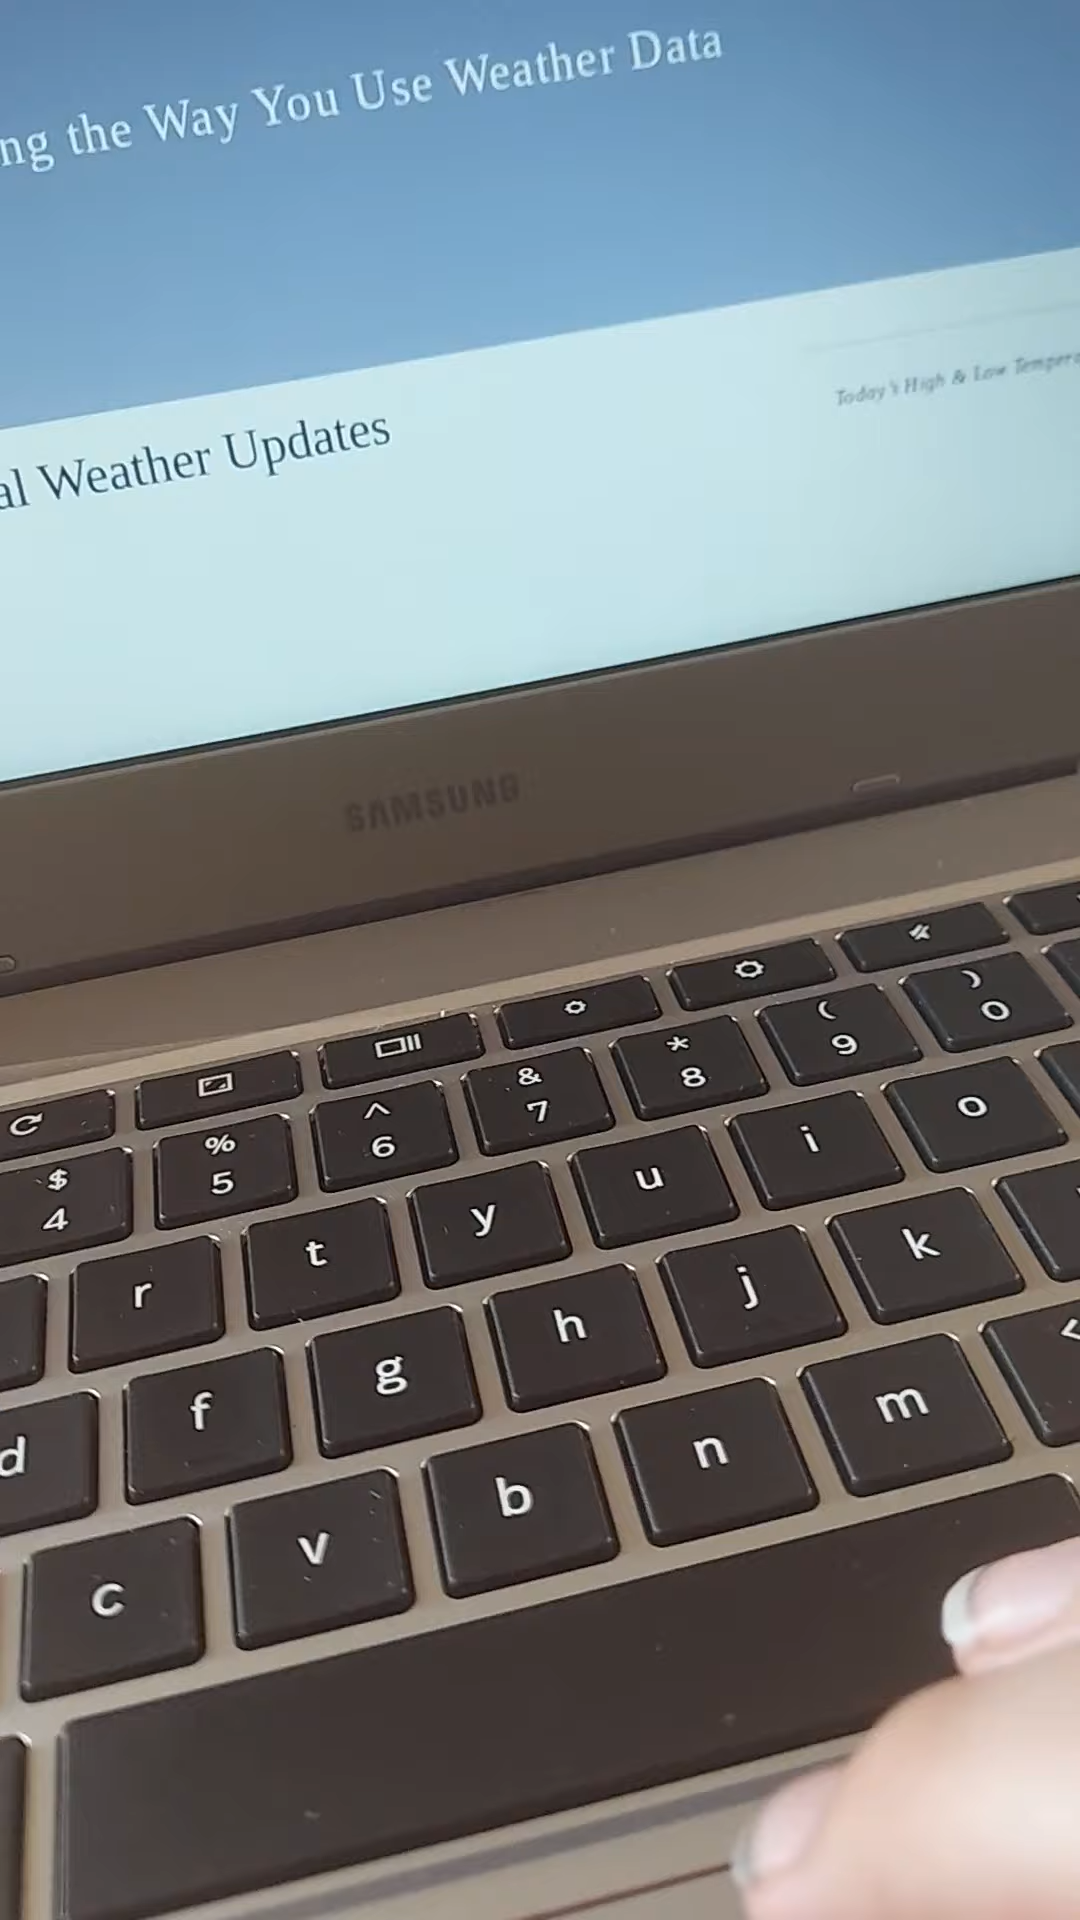 ng the Way You Use Weather Data
al Weather Updates
Today's High & Low Tempera
SAMSUNG
$ % ^ & * ( )
4 5 6 7 8 9 0
r t y u i o
d f g h j k
c v b n m <